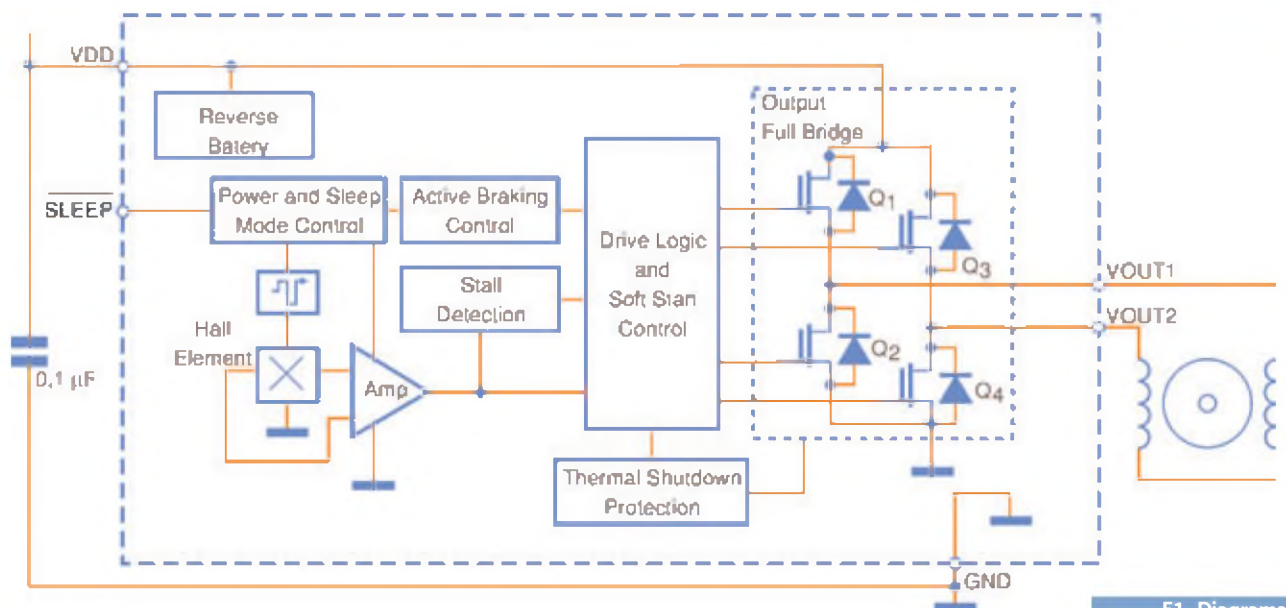 VDD
Reverse
Batery
SLEEP
Power and Sleep
Mode Control
Active Braking
Control
Output
Full Bridge
Q1
Q3
Drive Logic
and
Soft Start
Control
Stall
Detection
Hall
Element
Amp
VOUT1
VOUT2
Q2
Q4
0,1 µF
Thermal Shutdown
Protection
GND